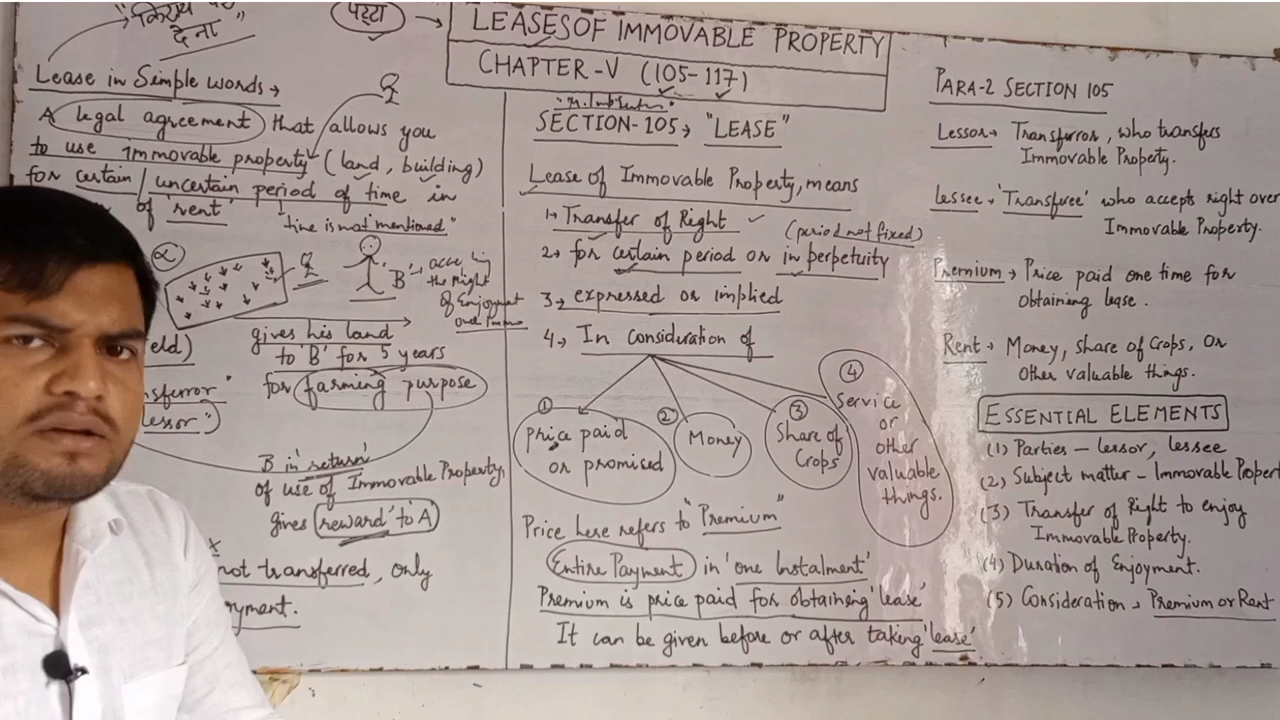 "किराये पर
देना"
पट्टा
LEASES OF IMMOVABLE PROPERTY
CHAPTER-V (105-117)
Lease in Simple words →
A legal agreement that allows you
to use immovable property (land, building)
for certain/uncertain period of time in
of 'rent'
"time is not mentioned"
'B'
the Right
of Enjoyment
over Immo
gives his land
to 'B' for 5 years
for farming purpose
B in 'return'
of use of Immovable Property,
gives 'reward' to A
not transferred, only
SECTION-105 → "LEASE"
Lease of Immovable Property, means
1→ Transfer of Right
(period not fixed)
2→ for certain period or in perpetuity
3→ expressed or implied
4→ In consideration of
① Price paid
or promised
② Money
③ Share of
Crops
④
Service
or
other
valuable
things.
Price here refers to "Premium"
Entire Payment in 'one Instalment'
Premium is price paid for obtaining 'lease'
It can be given before or after taking 'lease'
PARA-2 SECTION 105
Lessor → Transferror, who transfers
Immovable Property.
Lessee → 'Transferee' who accepts right over
Immovable Property.
Premium → Price paid one time for
obtaining lease.
Rent → Money, share of Crops, or
Other valuable things.
ESSENTIAL ELEMENTS
(1) Parties – lessor, lessee
(2) Subject matter – Immovable Propert
(3) Transfer of Right to enjoy
Immovable Property.
(4) Duration of Enjoyment.
(5) Consideration → Premium or Rent